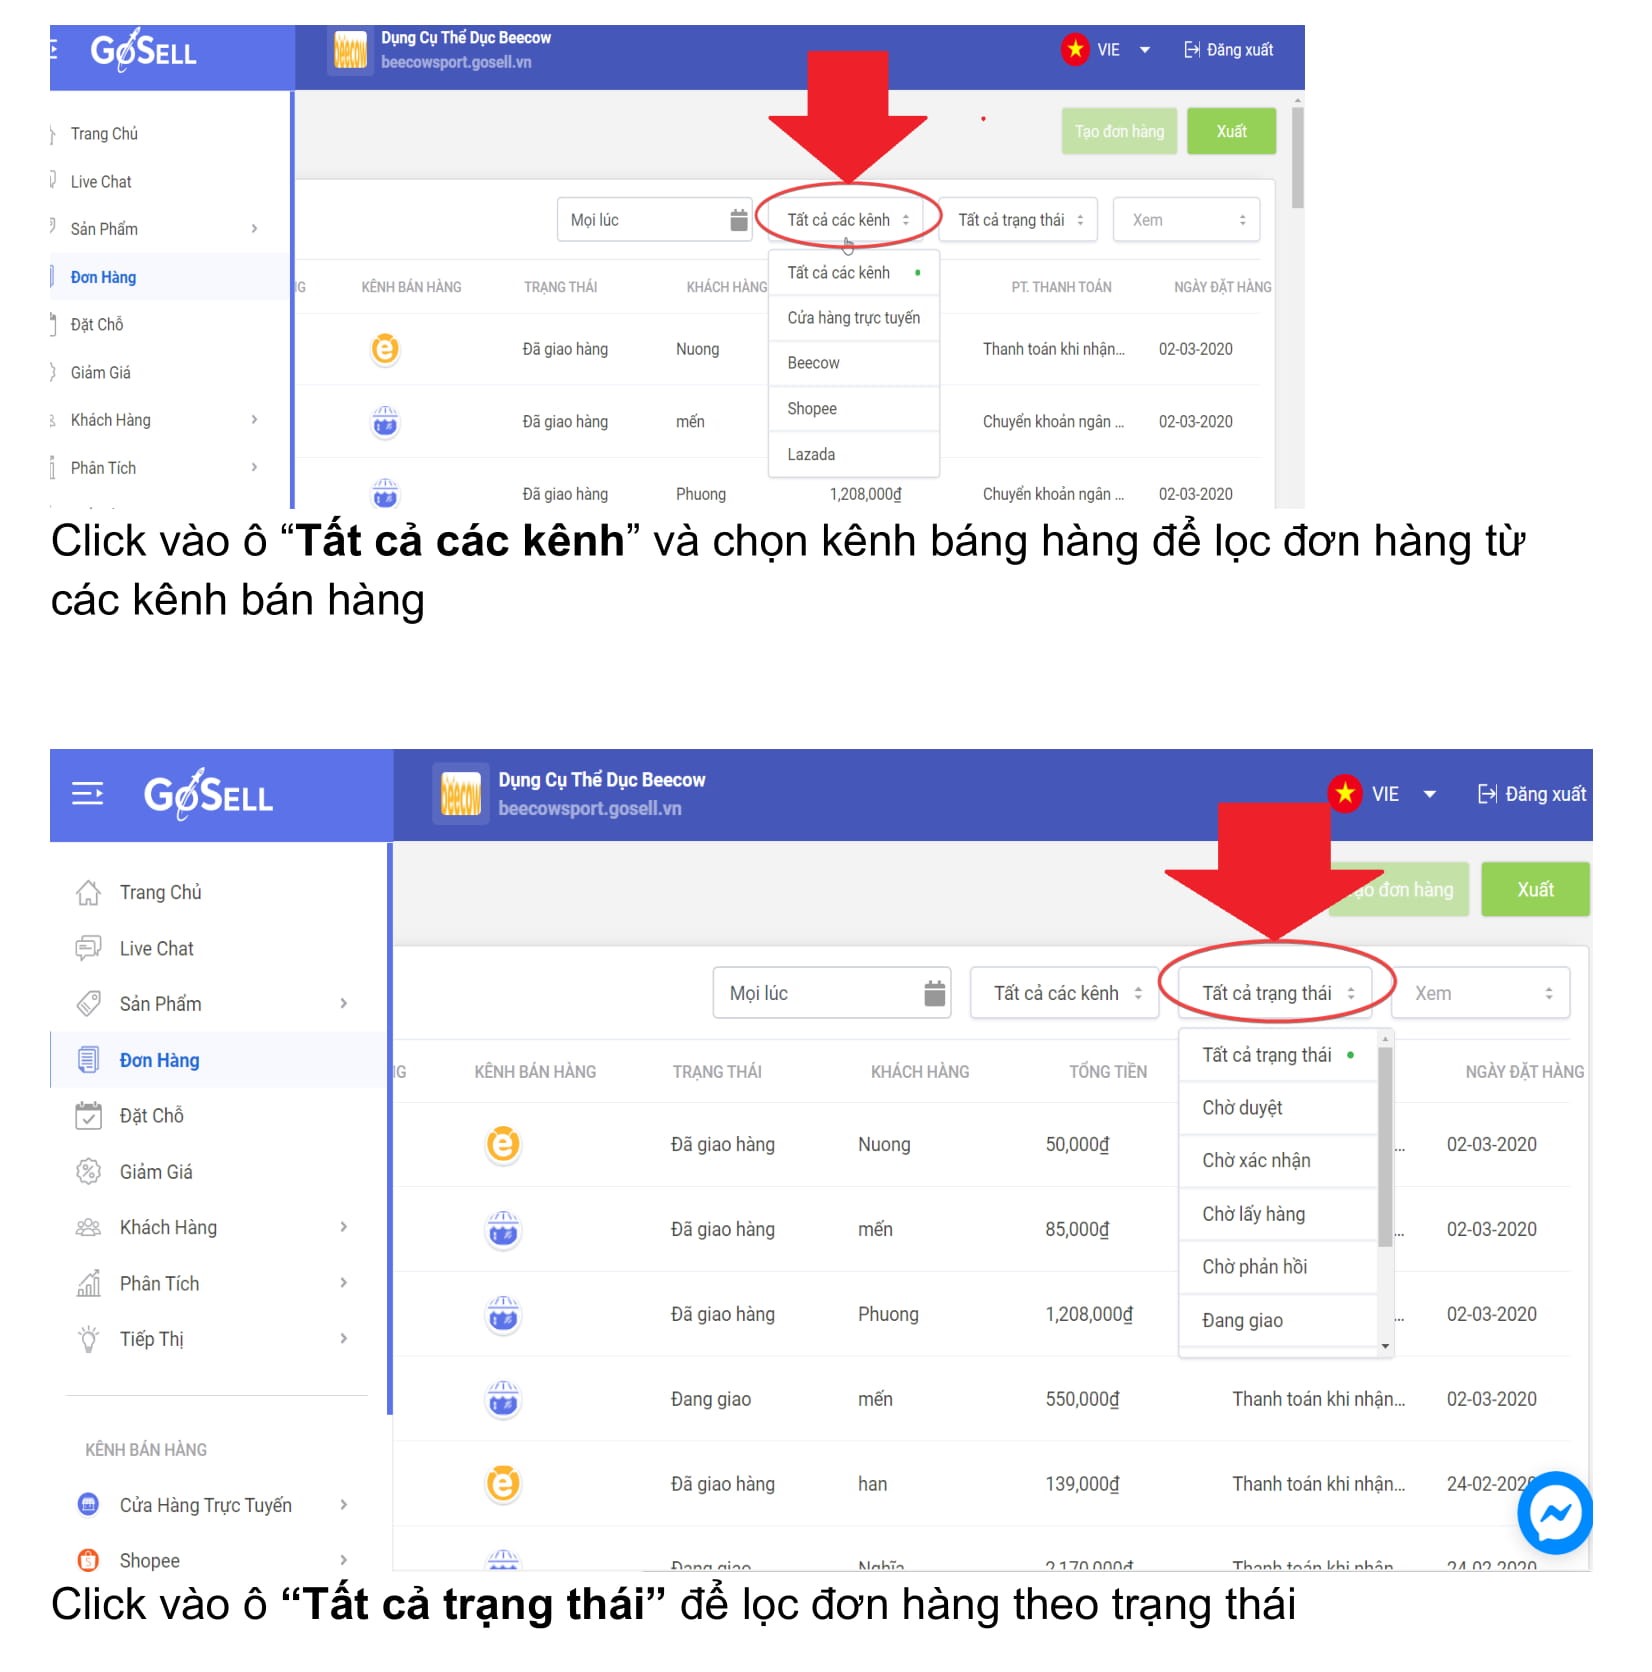 GoSELL
Dụng Cụ Thể Dục Beecow
beecowsport.gosell.vn
VIE
Đăng xuất
Trang Chủ
Live Chat
Sản Phẩm
Đơn Hàng
Đặt Chỗ
Giảm Giá
Khách Hàng
Phân Tích
Tạo đơn hàng
Xuất
Mọi lúc
Tất cả các kênh
Tất cả trạng thái
Xem
Tất cả các kênh
Cửa hàng trực tuyến
Beecow
Shopee
Lazada
NG KÊNH BÁN HÀNG TRẠNG THÁI KHÁCH HÀNG PT. THANH TOÁN NGÀY ĐẶT HÀNG
Đã giao hàng Nuong Thanh toán khi nhận... 02-03-2020
Đã giao hàng mến Chuyển khoản ngân ... 02-03-2020
Đã giao hàng Phuong 1,208,000₫ Chuyển khoản ngân ... 02-03-2020
Click vào ô “Tất cả các kênh” và chọn kênh báng hàng để lọc đơn hàng từ
các kênh bán hàng
GoSELL
beecow
Dụng Cụ Thể Dục Beecow
beecowsport.gosell.vn
VIE
Đăng xuất
Trang Chủ
Live Chat
Sản Phẩm
Đơn Hàng
Đặt Chỗ
Giảm Giá
Khách Hàng
Phân Tích
Tiếp Thị
KÊNH BÁN HÀNG
Cửa Hàng Trực Tuyến
Shopee
ạo đơn hàng
Xuất
Mọi lúc
Tất cả các kênh
Tất cả trạng thái
Xem
Tất cả trạng thái
Chờ duyệt
Chờ xác nhận
Chờ lấy hàng
Chờ phản hồi
Đang giao
NG KÊNH BÁN HÀNG TRẠNG THÁI KHÁCH HÀNG TỔNG TIỀN NGÀY ĐẶT HÀNG
Đã giao hàng Nuong 50,000₫ ... 02-03-2020
Đã giao hàng mến 85,000₫ ... 02-03-2020
Đã giao hàng Phuong 1,208,000₫ ... 02-03-2020
Đang giao mến 550,000₫ Thanh toán khi nhận... 02-03-2020
Đã giao hàng han 139,000₫ Thanh toán khi nhận... 24-02-2020
Đang giao Nghĩa 2,170,000₫ Thanh toán khi nhận... 24-02-2020
Click vào ô “Tất cả trạng thái” để lọc đơn hàng theo trạng thái